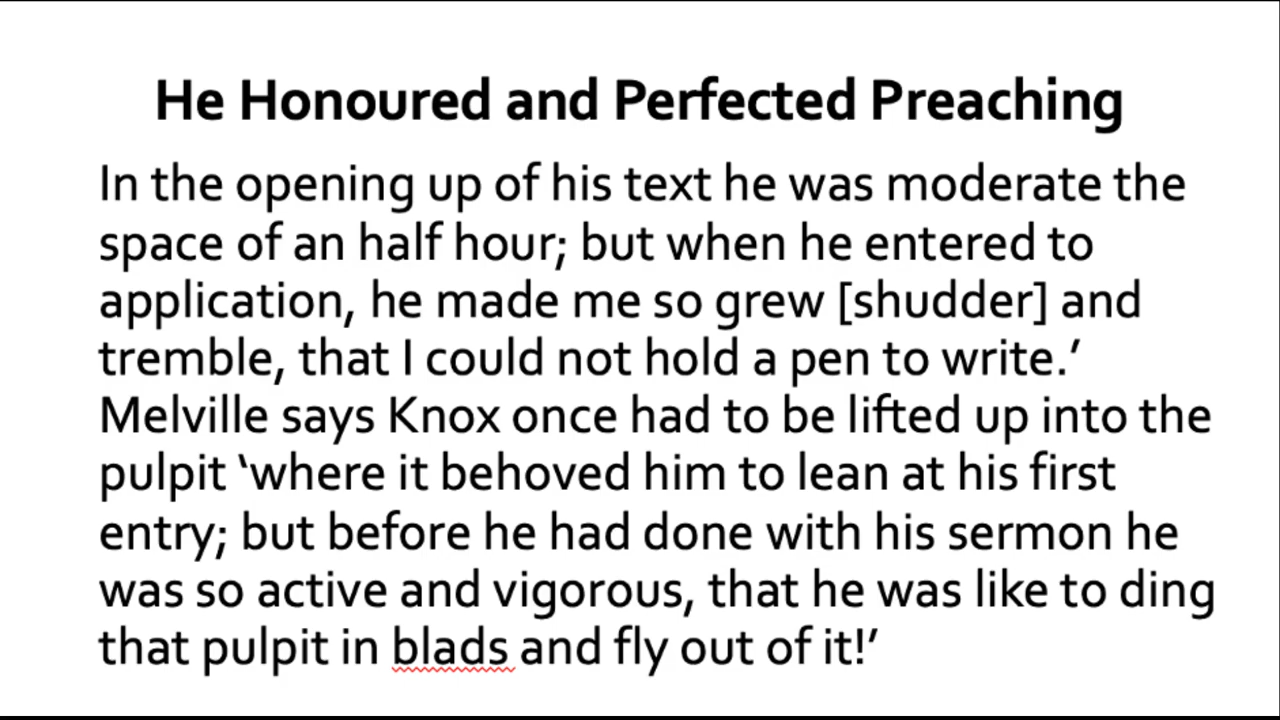 He Honoured and Perfected Preaching
In the opening up of his text he was moderate the
space of an half hour; but when he entered to
application, he made me so grew [shudder] and
tremble, that I could not hold a pen to write.’
Melville says Knox once had to be lifted up into the
pulpit ‘where it behoved him to lean at his first
entry; but before he had done with his sermon he
was so active and vigorous, that he was like to ding
that pulpit in blads and fly out of it!’